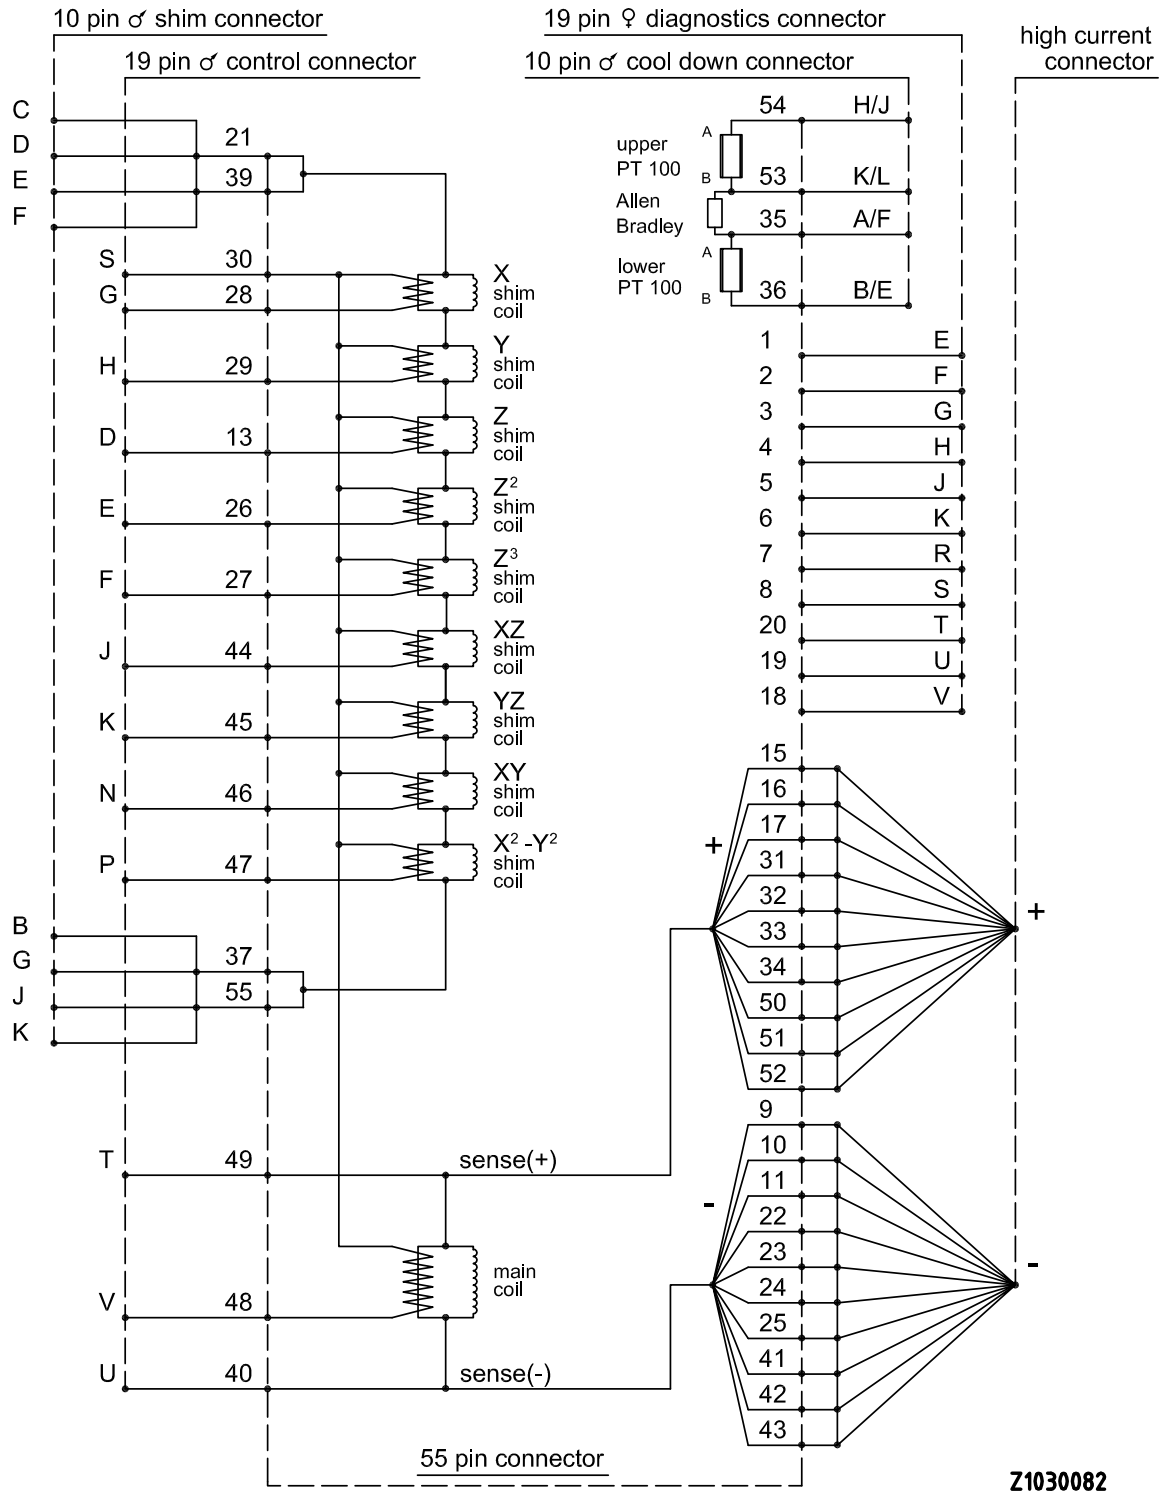 10 pin ♂ shim connector
19 pin ♀ diagnostics connector
high current
connector
19 pin ♂ control connector
10 pin ♂ cool down connector
C
D
E
F
21
39
S 30
G 28
X
shim
coil
H 29
Y
shim
coil
D 13
Z
shim
coil
E 26
Z²
shim
coil
F 27
Z³
shim
coil
J 44
XZ
shim
coil
K 45
YZ
shim
coil
N 46
XY
shim
coil
P 47
X² -Y²
shim
coil
B
G
J
K
37
55
T 49 sense(+)
main
coil
V 48
U 40 sense(-)
55 pin connector
upper
PT 100
A
B
Allen
Bradley
lower
PT 100
A
B
54 H/J
53 K/L
35 A/F
36 B/E
1 E
2 F
3 G
4 H
5 J
6 K
7 R
8 S
20 T
19 U
18 V
+
15
16
17
31
32
33
34
50
51
52
+
-
9
10
11
22
23
24
25
41
42
43
-
Z1030082